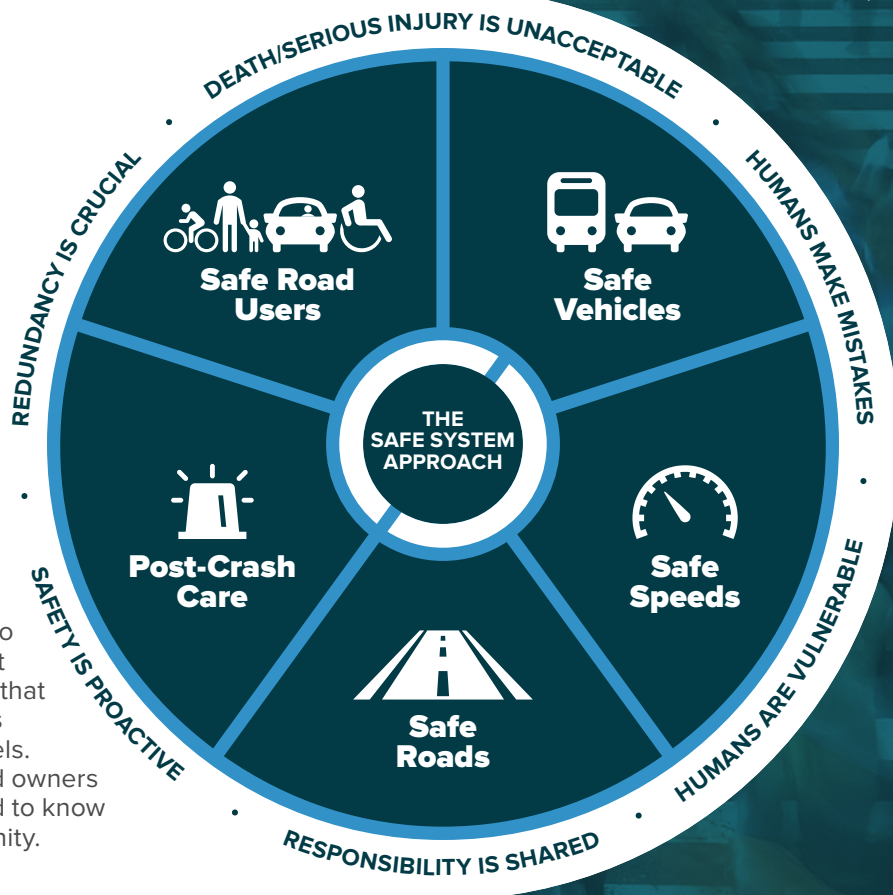 DEATH/SERIOUS INJURY IS UNACCEPTABLE
HUMANS MAKE MISTAKES
HUMANS ARE VULNERABLE
RESPONSIBILITY IS SHARED
SAFETY IS PROACTIVE
REDUNDANCY IS CRUCIAL
Safe Road
Users
Safe
Vehicles
THE
SAFE SYSTEM
APPROACH
Post-Crash
Care
Safe
Speeds
Safe
Roads
that
owners
to know